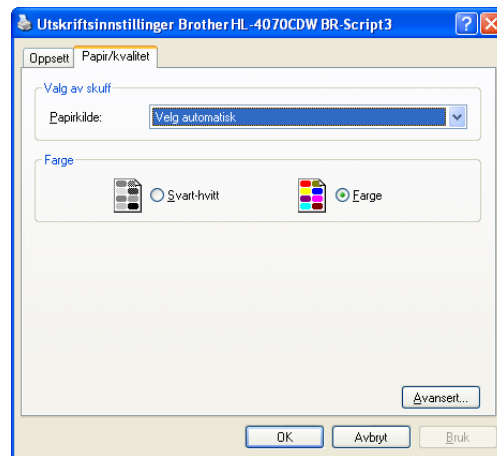 Utskriftsinnstillinger Brother HL-4070CDW BR-Script3
Oppsett Papir/kvalitet
Valg av skuff
Papirkilde: Velg automatisk
Farge
Svart-hvitt Farge
Avansert...
OK Avbryt Bruk